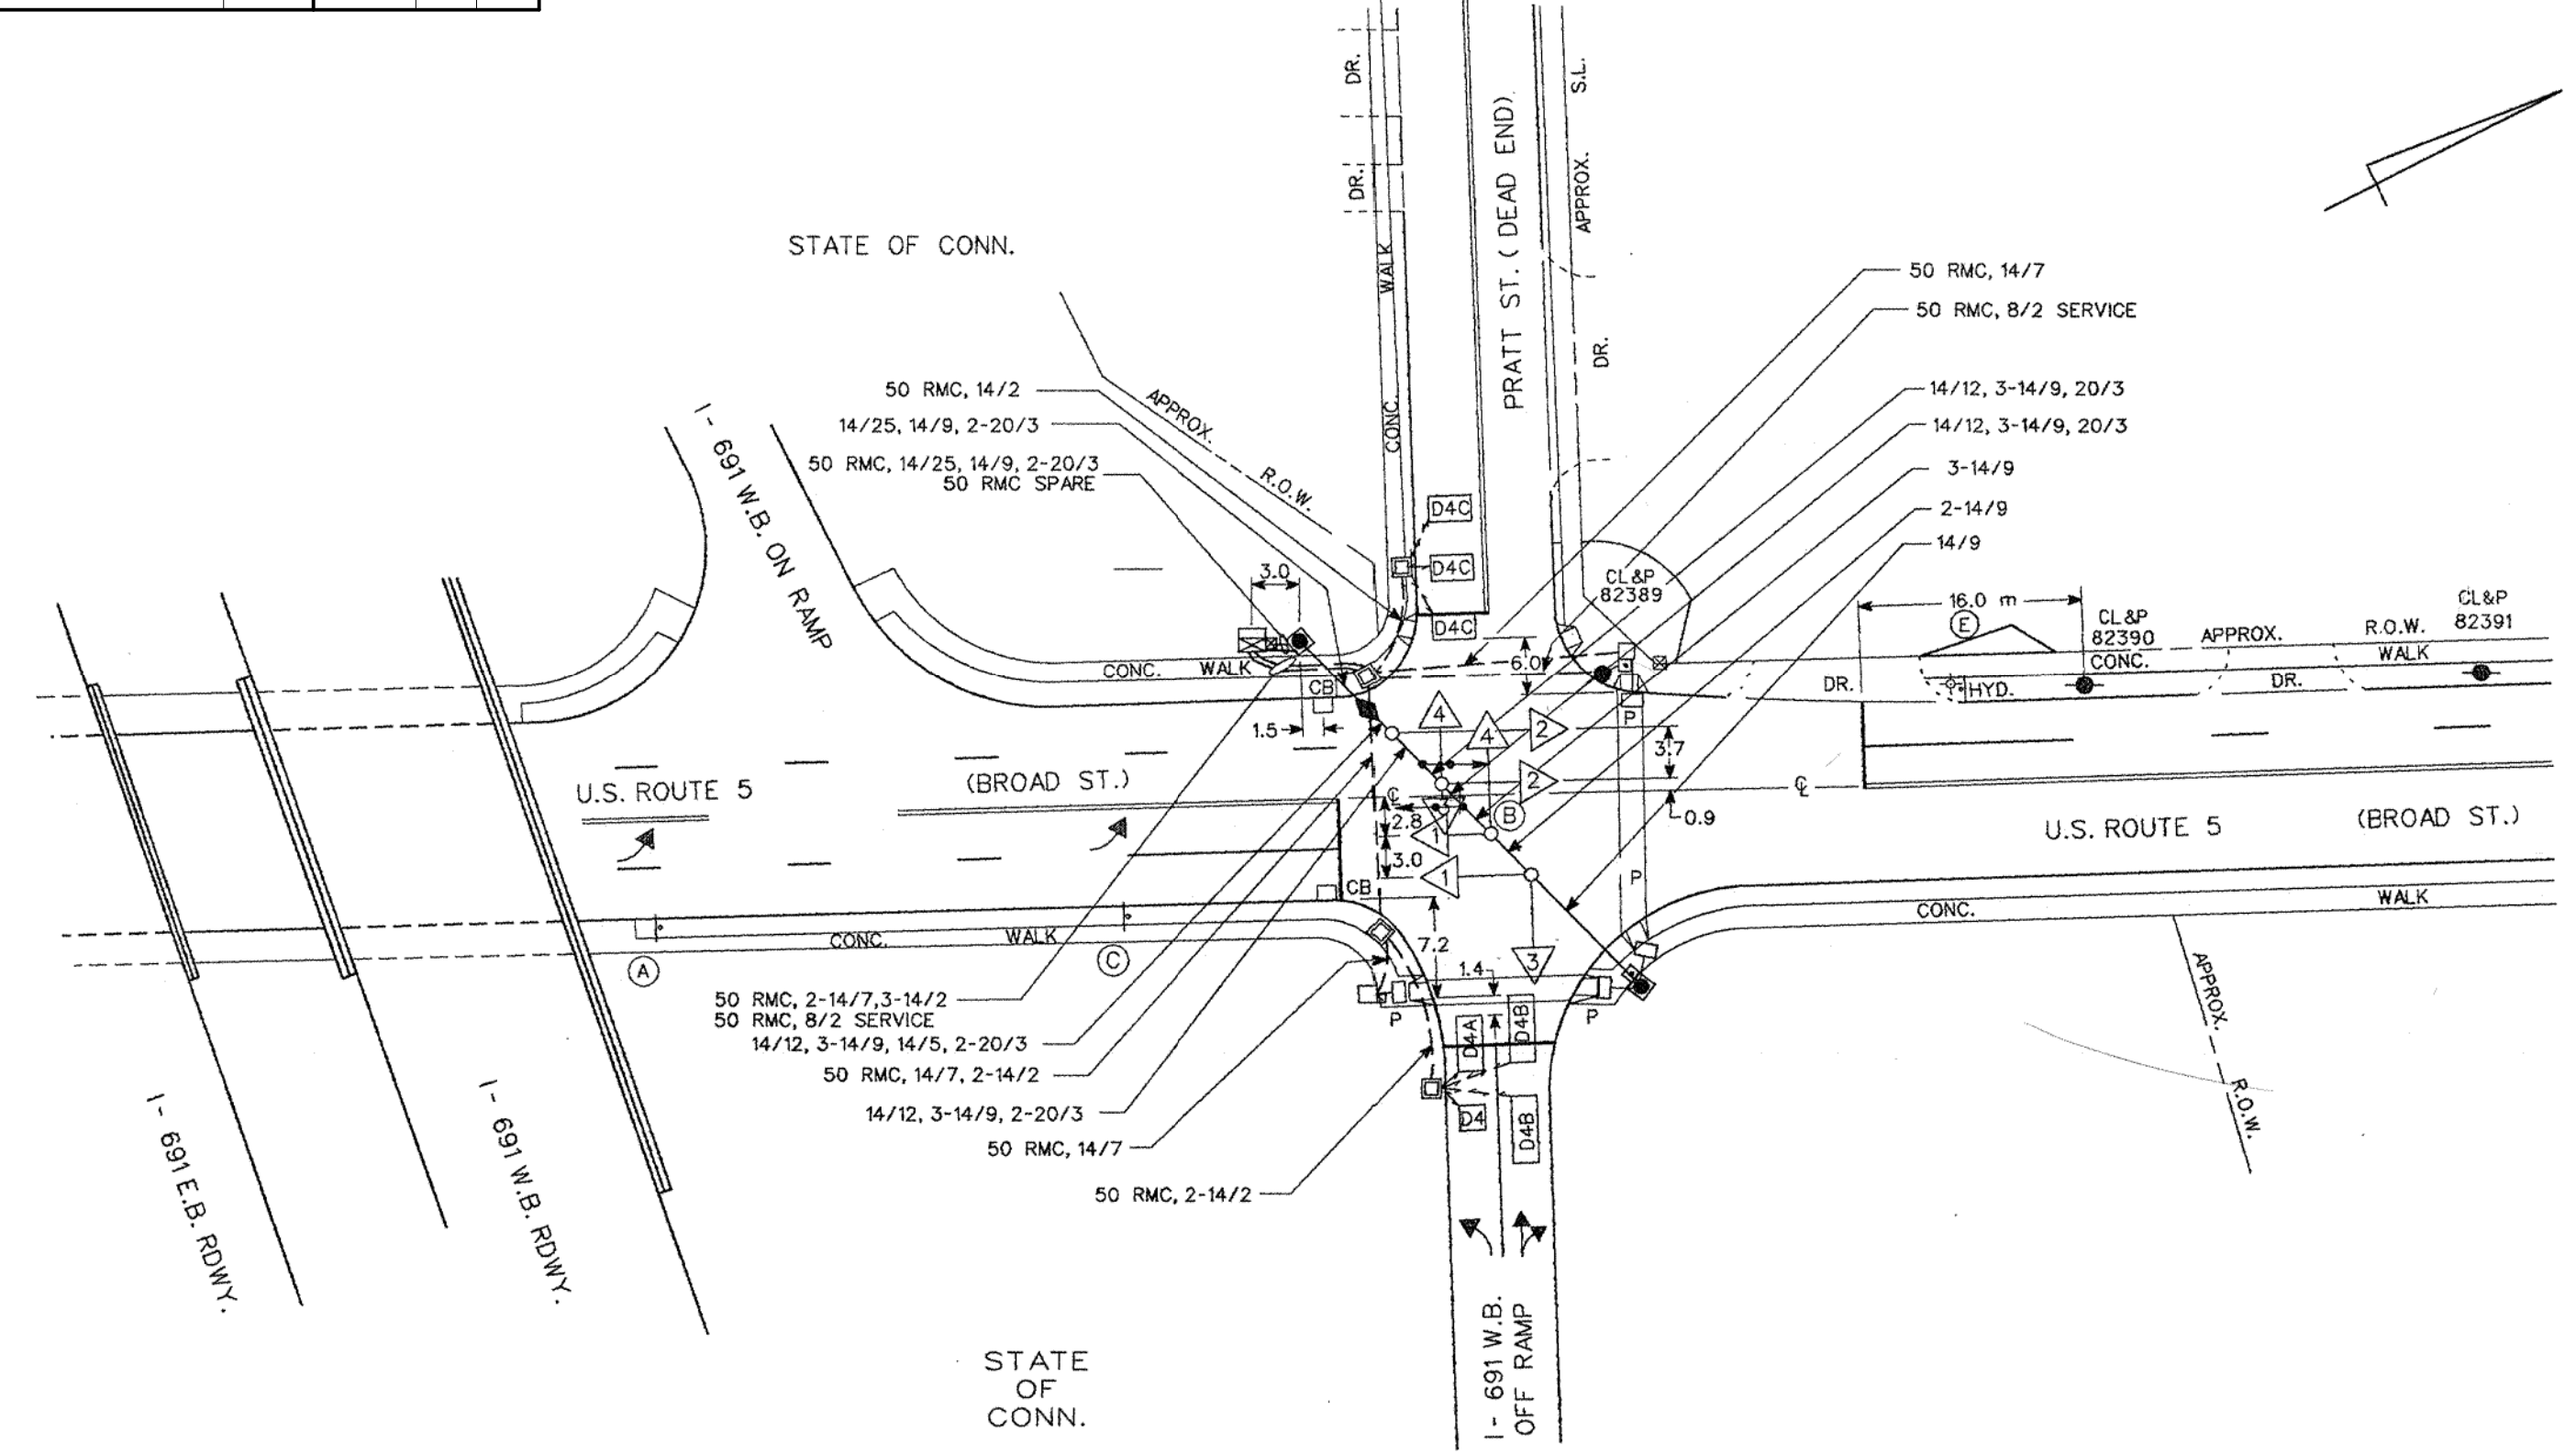 DR.
DR.
CONC. WALK
PRATT ST. ( DEAD END)
S.L.
APPROX.
DR.
STATE OF CONN.
APPROX.
R.O.W.
50 RMC, 14/2
14/25, 14/9, 2-20/3
50 RMC, 14/25, 14/9, 2-20/3
50 RMC SPARE
50 RMC, 14/7
50 RMC, 8/2 SERVICE
14/12, 3-14/9, 20/3
14/12, 3-14/9, 20/3
3-14/9
2-14/9
14/9
I - 691 W.B. ON RAMP
D4C
D4C
D4C
3.0
CL&P
82389
6.0
16.0 m
E
CL&P
82390
CL&P
82391
APPROX.
R.O.W.
CONC.
WALK
DR.
HYD.
DR.
CONC. WALK
CB
1.5
P
4
4
2
2
3.7
0.9
℄
℄
B
1
1
3
2.8
3.0
U.S. ROUTE 5
(BROAD ST.)
U.S. ROUTE 5
(BROAD ST.)
CB
P
CONC.
WALK
CONC. WALK
A
C
7.2
1.4
P
P
D4A
D4B
D4
D4B
APPROX.
R.O.W.
50 RMC, 2-14/7,3-14/2
50 RMC, 8/2 SERVICE
14/12, 3-14/9, 14/5, 2-20/3
50 RMC, 14/7, 2-14/2
14/12, 3-14/9, 2-20/3
50 RMC, 14/7
50 RMC, 2-14/2
I - 691 E.B. RDWY.
I - 691 W.B. RDWY.
I - 691 W.B.
OFF RAMP
STATE
OF
CONN.